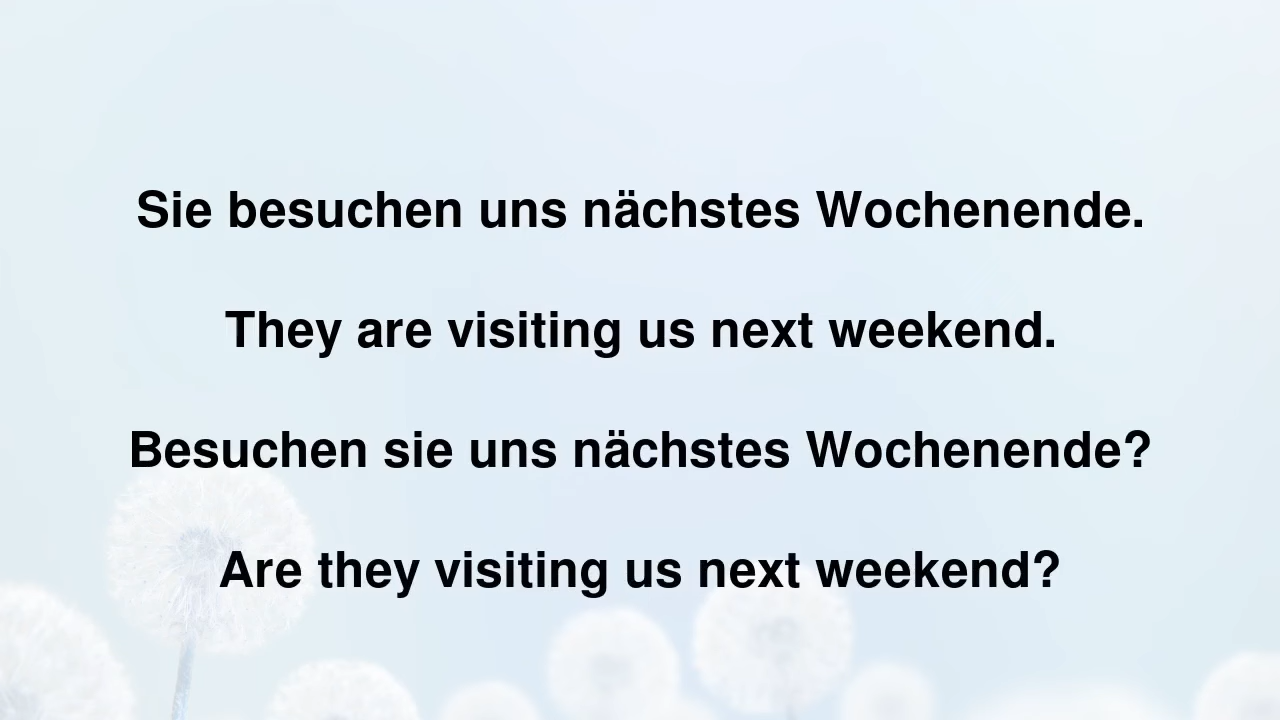 Sie besuchen uns nächstes Wochenende.
They are visiting us next weekend.
Besuchen sie uns nächstes Wochenende?
Are they visiting us next weekend?